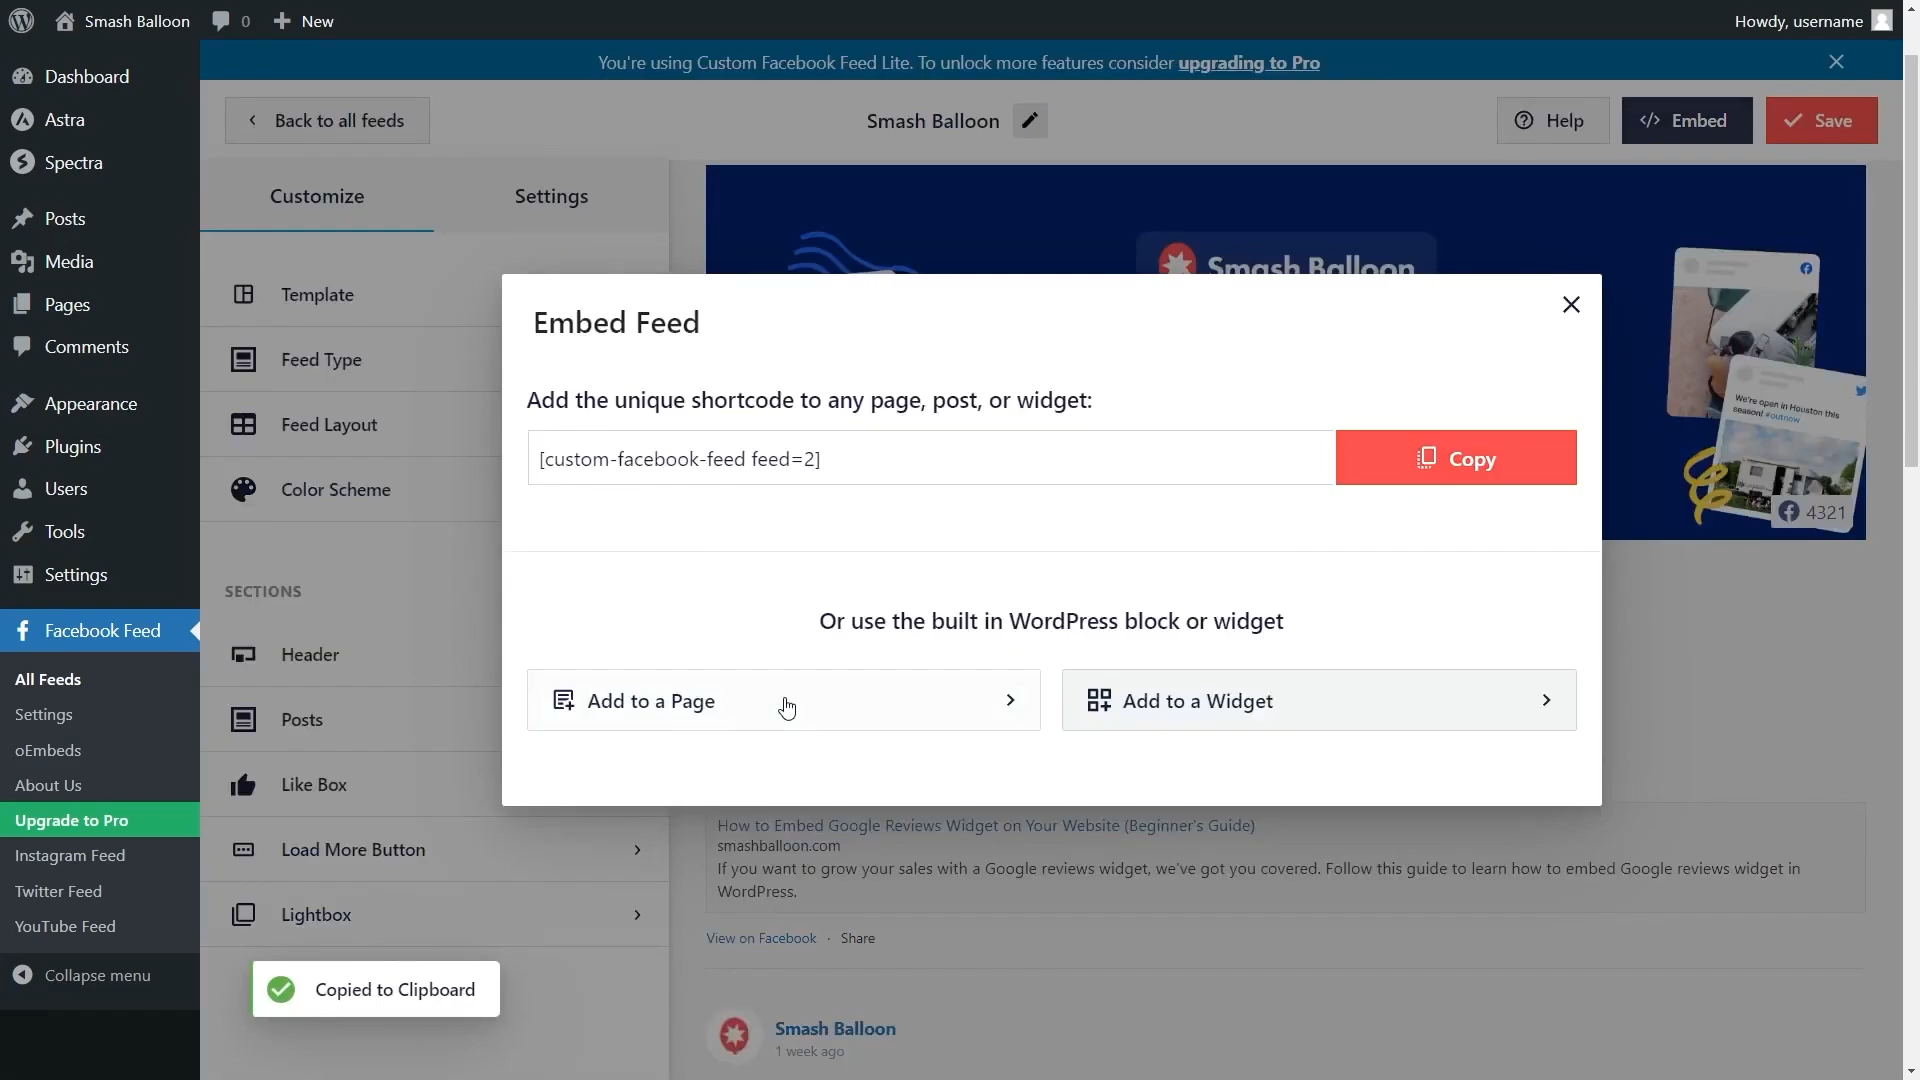 Smash Balloon
0
New
Howdy, username
You're using Custom Facebook Feed Lite. To unlock more features consider upgrading to Pro
Dashboard
Astra
Spectra
Posts
Media
Pages
Comments
Appearance
Plugins
Users
Tools
Settings
Facebook Feed
All Feeds
Settings
oEmbeds
About Us
Upgrade to Pro
Instagram Feed
Twitter Feed
YouTube Feed
Collapse menu
Back to all feeds
Smash Balloon
Help
</> Embed
Save
Customize
Settings
Template
Feed Type
Feed Layout
Color Scheme
SECTIONS
Header
Posts
Like Box
Load More Button
Lightbox
Copied to Clipboard
Smash Balloon
We're open in Houston this
season! #outnow
4321
Embed Feed
Add the unique shortcode to any page, post, or widget:
[custom-facebook-feed feed=2]
Copy
Or use the built in WordPress block or widget
Add to a Page
Add to a Widget
How to Embed Google Reviews Widget on Your Website (Beginner's Guide)
smashballoon.com
If you want to grow your sales with a Google reviews widget, we've got you covered. Follow this guide to learn how to embed Google reviews widget in
WordPress.
View on Facebook · Share
Smash Balloon
1 week ago